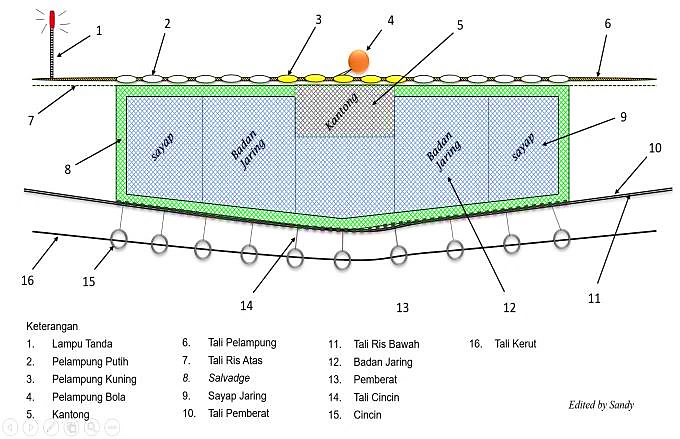 1
2
3
4
5
6
7
Kantong
sayap
Badan
Jaring
Badan
Jaring
sayap
8
9
10
16
15
14
13
12
11
Keterangan
1. Lampu Tanda
2. Pelampung Putih
3. Pelampung Kuning
4. Pelampung Bola
5. Kantong
6. Tali Pelampung
7. Tali Ris Atas
8. Salvadge
9. Sayap Jaring
10. Tali Pemberat
11. Tali Ris Bawah
12. Badan Jaring
13. Pemberat
14. Tali Cincin
15. Cincin
16. Tali Kerut
Edited by Sandy